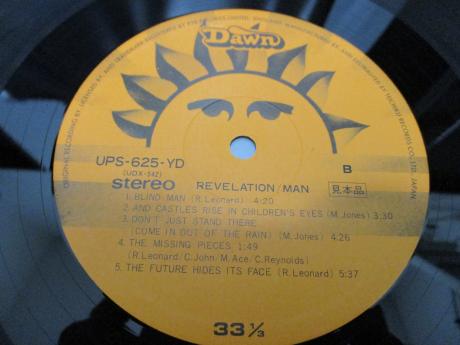 Dawn
UPS-625-YD
(UDX-542)
B
stereo
REVELATION/MAN
見本品
1. BLIND MAN (R. Leonard) 4:20
2. AND CASTLES RISE IN CHILDREN'S EYES (M. Jones) 3:30
3. DON'T JUST STAND THERE
(COME IN OUT OF THE RAIN) (M. Jones) 4:26
4. THE MISSING PIECES 1:49
(R. Leonard/C. John/M. Ace/C. Reynolds)
5. THE FUTURE HIDES ITS FACE (R. Leonard) 5:37
33 1/3